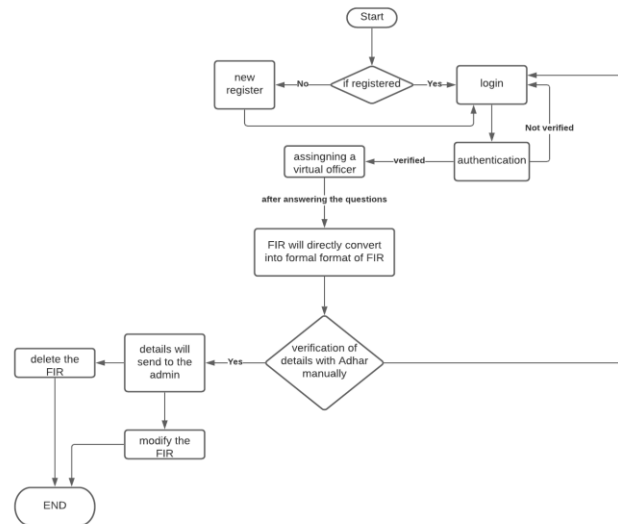 Start
if registered
No
Yes
new
register
login
Not verified
authentication
verified
assingning a
virtual officer
after answering the questions
FIR will directly convert
into formal format of FIR
verification of
details with Adhar
manually
Yes
details will
send to the
admin
delete the
FIR
modify the
FIR
END